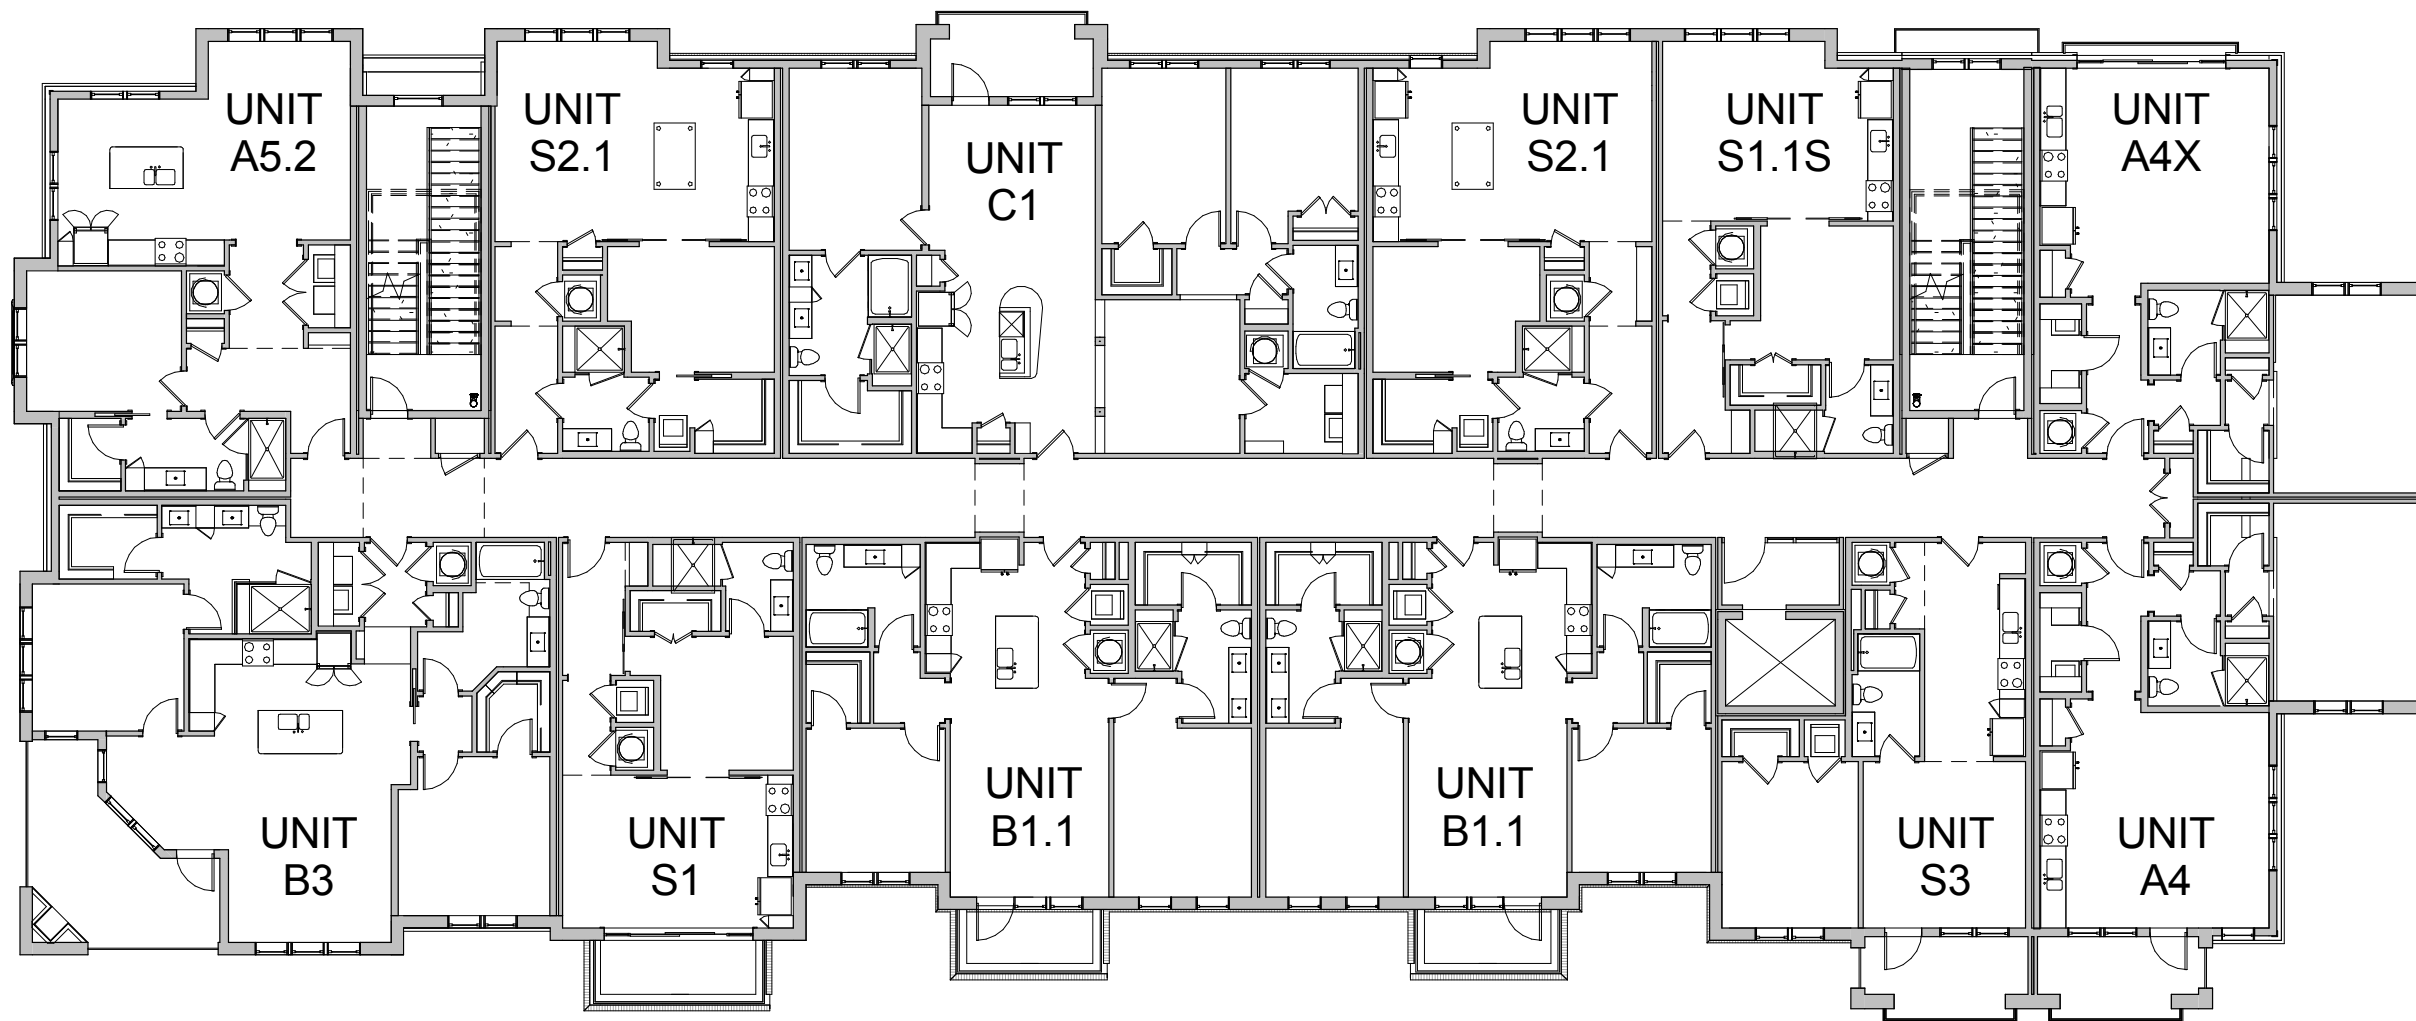 UNIT
A5.2
UNIT
S2.1
UNIT
C1
UNIT
S2.1
UNIT
S1.1S
UNIT
A4X
UNIT
B3
UNIT
S1
UNIT
B1.1
UNIT
B1.1
UNIT
S3
UNIT
A4